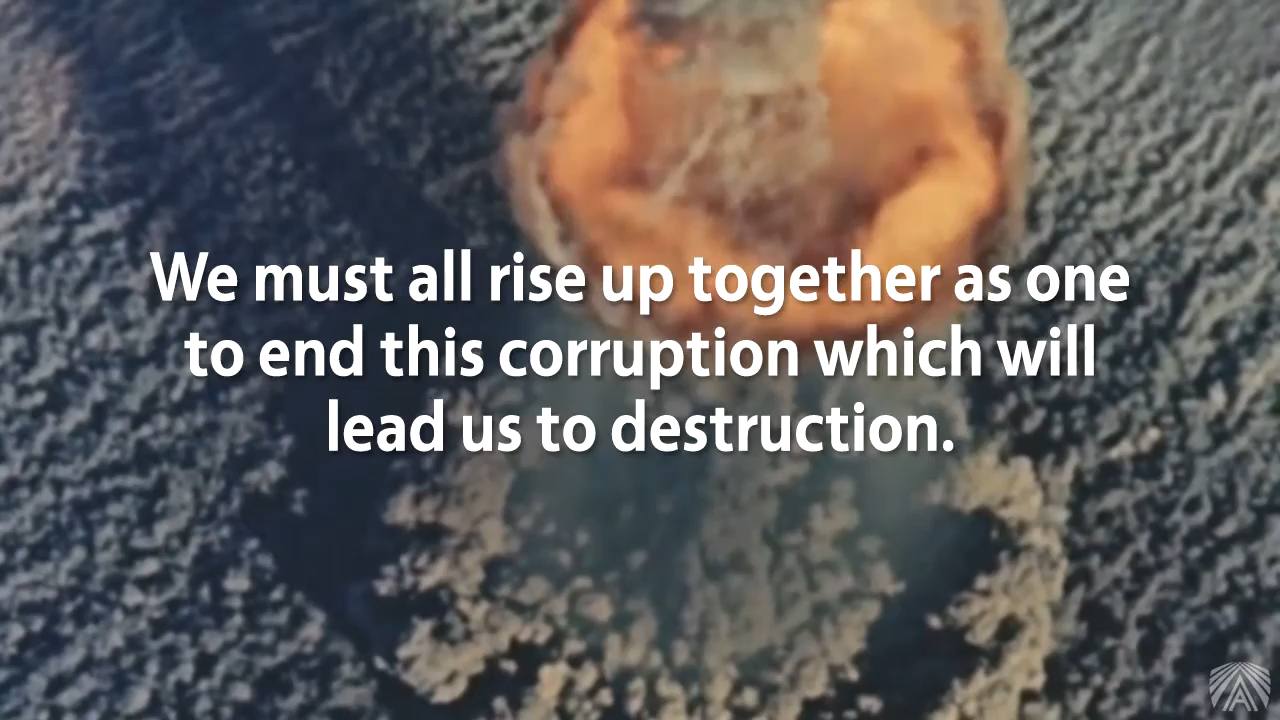 We must all rise up together as one
to end this corruption which will
lead us to destruction.